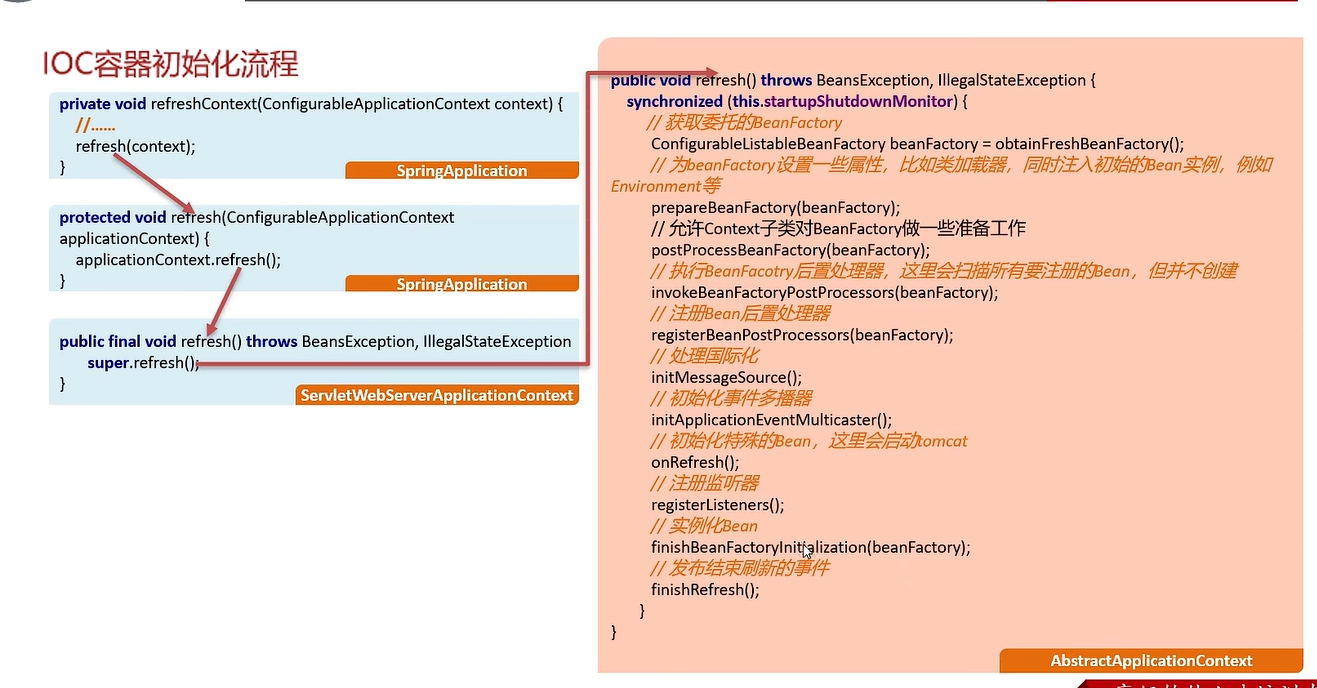 IOC容器初始化流程
private void refreshContext(ConfigurableApplicationContext context) {
//......
refresh(context);
}
SpringApplication
protected void refresh(ConfigurableApplicationContext
applicationContext) {
applicationContext.refresh();
}
SpringApplication
public final void refresh() throws BeansException, IllegalStateException
super.refresh();
}
ServletWebServerApplicationContext
public void refresh() throws BeansException, IllegalStateException {
synchronized (this.startupShutdownMonitor) {
// 获取委托的BeanFactory
ConfigurableListableBeanFactory beanFactory = obtainFreshBeanFactory();
// 为beanFactory设置一些属性，比如类加载器，同时注入初始的Bean实例，例如
Environment等
prepareBeanFactory(beanFactory);
// 允许Context子类对BeanFactory做一些准备工作
postProcessBeanFactory(beanFactory);
// 执行BeanFacotry后置处理器，这里会扫描所有要注册的Bean，但并不创建
invokeBeanFactoryPostProcessors(beanFactory);
// 注册Bean后置处理器
registerBeanPostProcessors(beanFactory);
// 处理国际化
initMessageSource();
// 初始化事件多播器
initApplicationEventMulticaster();
// 初始化特殊的Bean，这里会启动tomcat
onRefresh();
// 注册监听器
registerListeners();
// 实例化Bean
finishBeanFactoryInitialization(beanFactory);
// 发布结束刷新的事件
finishRefresh();
}
}
AbstractApplicationContext